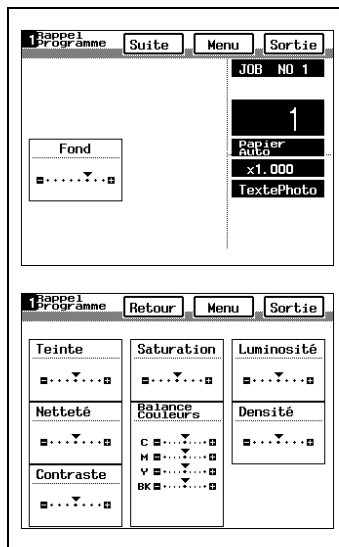 1 Rappel
Programme
Suite
Menu
Sortie
JOB NO 1
1
Papier
Auto
x1.000
TextePhoto
Fond
1 Rappel
Programme
Retour
Menu
Sortie
Teinte
Saturation
Luminosité
Netteté
Balance
Couleurs
C
M
Y
BK
Densité
Contraste